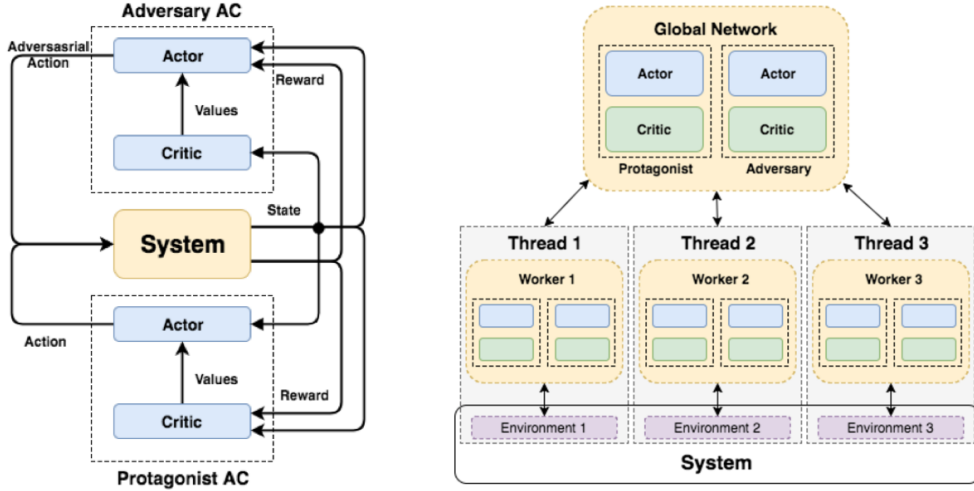 Adversary AC
Adversasrial
Action
Actor
Reward
Values
Critic
State
System
Actor
Action
Values
Reward
Critic
Protagonist AC
Global Network
Actor
Actor
Critic
Critic
Protagonist
Adversary
Thread 1
Thread 2
Thread 3
Worker 1
Worker 2
Worker 3
Environment 1
Environment 2
Environment 3
System